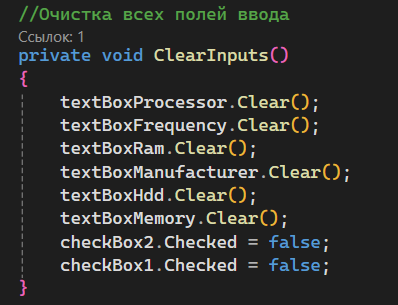 //Очистка всех полей ввода
Ссылок: 1
private void ClearInputs()
{
textBoxProcessor.Clear();
textBoxFrequency.Clear();
textBoxRam.Clear();
textBoxManufacturer.Clear();
textBoxHdd.Clear();
textBoxMemory.Clear();
checkBox2.Checked = false;
checkBox1.Checked = false;
}